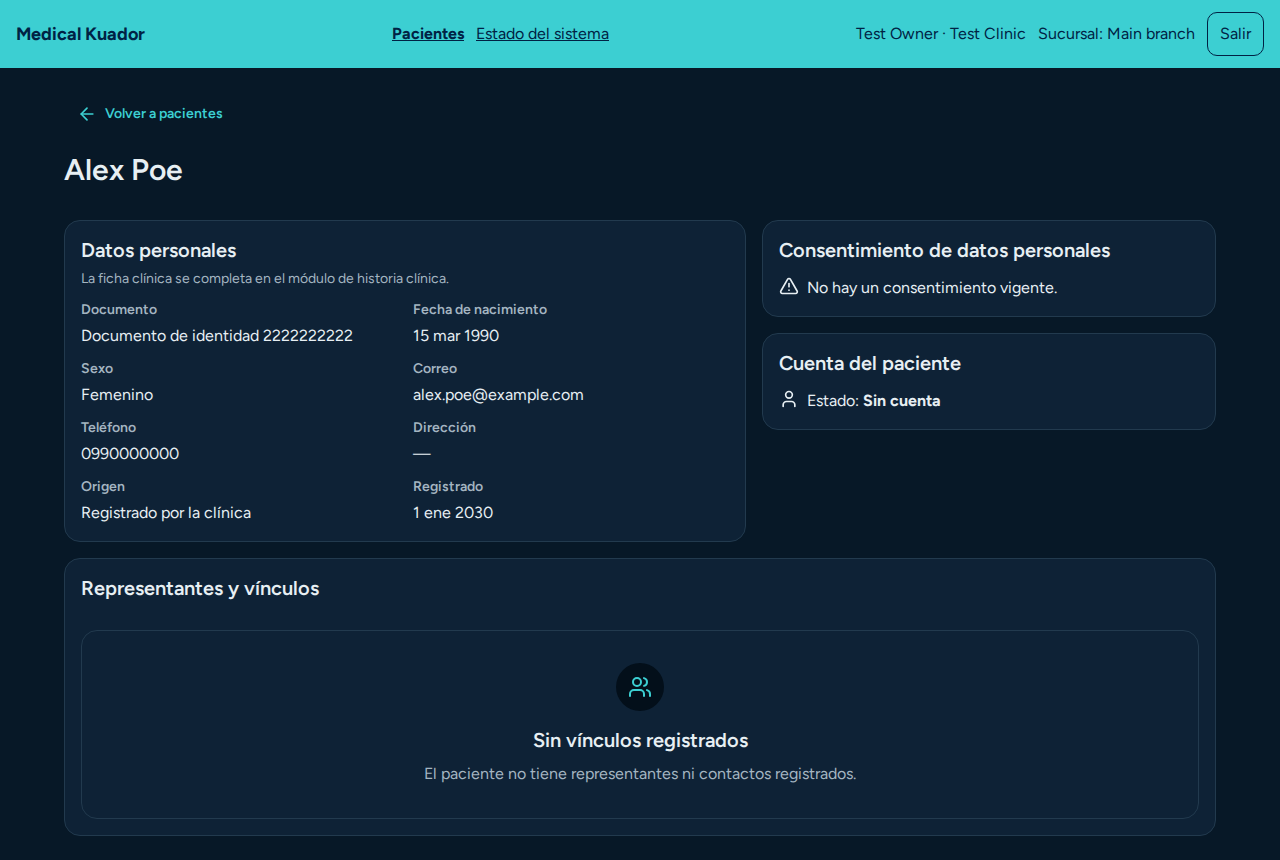 Medical Kuador
Pacientes Estado del sistema
Test Owner · Test Clinic Sucursal: Main branch Salir
Volver a pacientes
Alex Poe
Datos personales
La ficha clínica se completa en el módulo de historia clínica.
Documento
Documento de identidad 2222222222
Fecha de nacimiento
15 mar 1990
Sexo
Femenino
Correo
alex.poe@example.com
Teléfono
0990000000
Dirección
—
Origen
Registrado por la clínica
Registrado
1 ene 2030
Consentimiento de datos personales
No hay un consentimiento vigente.
Cuenta del paciente
Estado: Sin cuenta
Representantes y vínculos
Sin vínculos registrados
El paciente no tiene representantes ni contactos registrados.